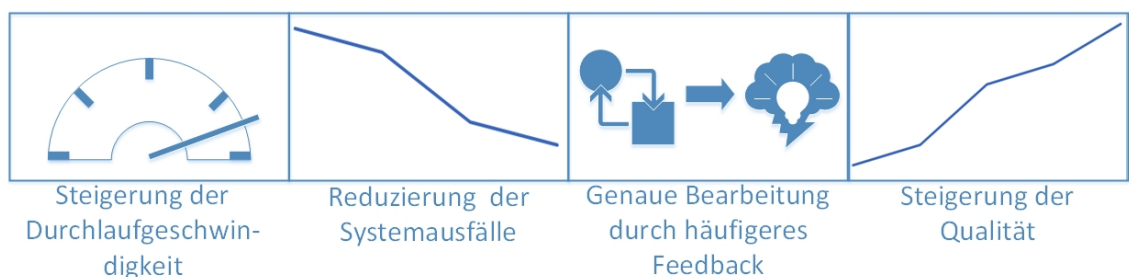 Steigerung der
Durchlaufgeschwin-
digkeit
Reduzierung der
Systemausfälle
Genaue Bearbeitung
durch häufigeres
Feedback
Steigerung der
Qualität